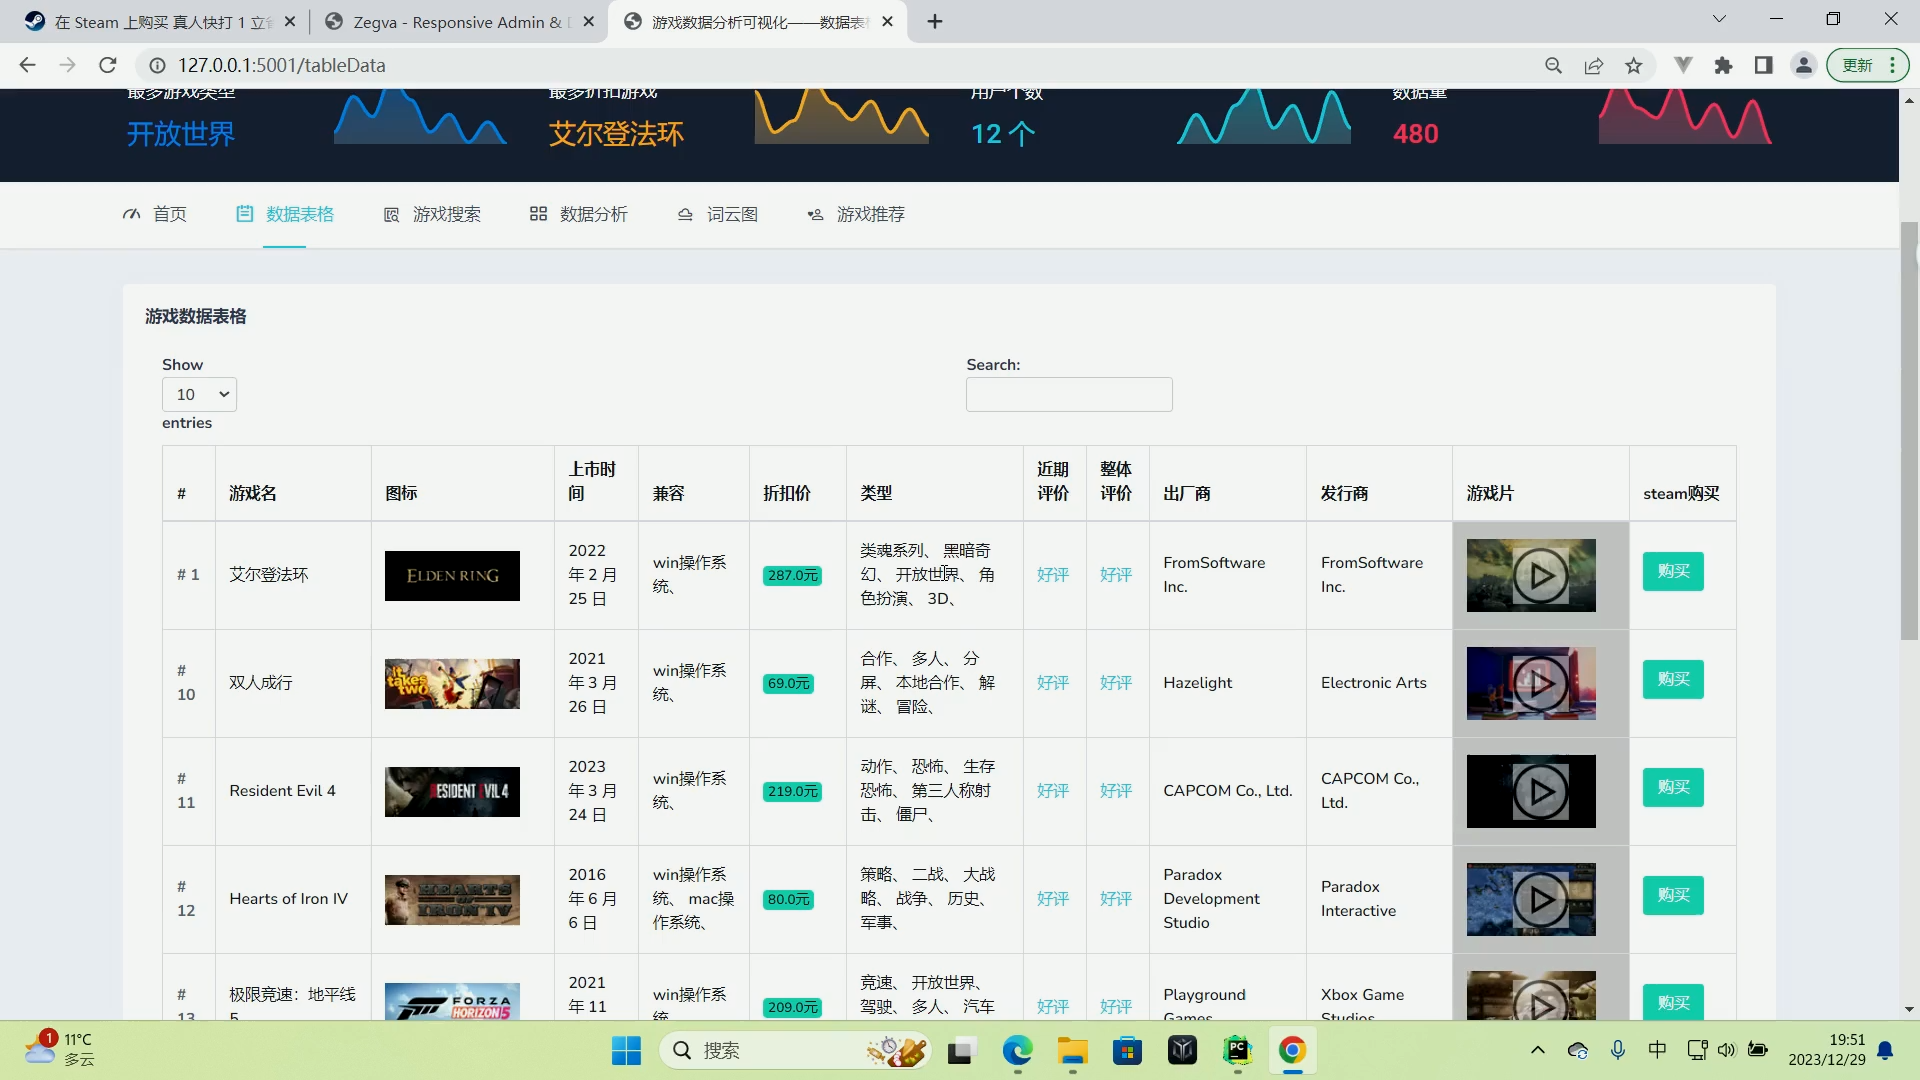 在 Steam 上购买 真人快打 1 立省
Zegva - Responsive Admin & D
游戏数据分析可视化——数据表格
更新
127.0.0.1:5001/tableData
最多游戏类型
最多折扣游戏
用户个数
数据量
开放世界
艾尔登法环
12 个
480
首页
数据表格
游戏搜索
数据分析
词云图
游戏推荐
游戏数据表格
Show
Search:
10
entries
#
游戏名
图标
上市时
间
兼容
折扣价
类型
近期
评价
整体
评价
出厂商
发行商
游戏片
steam购买
# 1
艾尔登法环
ELDEN RING
2022
年 2 月
25 日
win操作系
统、
287.0元
类魂系列、 黑暗奇
幻、 开放世界、 角
色扮演、 3D、
好评
好评
FromSoftware
Inc.
FromSoftware
Inc.
购买
#
10
双人成行
it takes two
2021
年 3 月
26 日
win操作系
统、
69.0元
合作、 多人、 分
屏、 本地合作、 解
谜、 冒险、
好评
好评
Hazelight
Electronic Arts
购买
#
11
Resident Evil 4
RESIDENT EVIL 4
2023
年 3 月
24 日
win操作系
统、
219.0元
动作、 恐怖、 生存
恐怖、 第三人称射
击、 僵尸、
好评
好评
CAPCOM Co., Ltd.
CAPCOM Co.,
Ltd.
购买
#
12
Hearts of Iron IV
HEARTS OF IRON IV
2016
年 6 月
6 日
win操作系
统、 mac操
作系统、
80.0元
策略、 二战、 大战
略、 战争、 历史、
军事、
好评
好评
Paradox
Development
Studio
Paradox
Interactive
购买
#
13
极限竞速：地平线
5
FORZA
HORIZON 5
2021
年 11
win操作系
统、
209.0元
竞速、 开放世界、
驾驶、 多人、 汽车
好评
好评
Playground
Games
Xbox Game
Studios
购买
1
11°C
多云
搜索
PC
中
19:51
2023/12/29